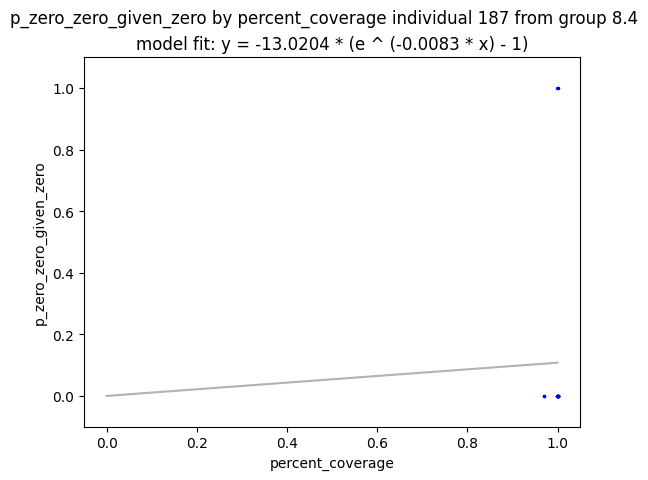 p_zero_zero_given_zero by percent_coverage individual 187 from group 8.4
model fit: y = -13.0204 * (e ^ (-0.0083 * x) - 1)
1.0
0.8
0.6
0.4
0.2
0.0
p_zero_zero_given_zero
0.0 0.2 0.4 0.6 0.8 1.0
percent_coverage